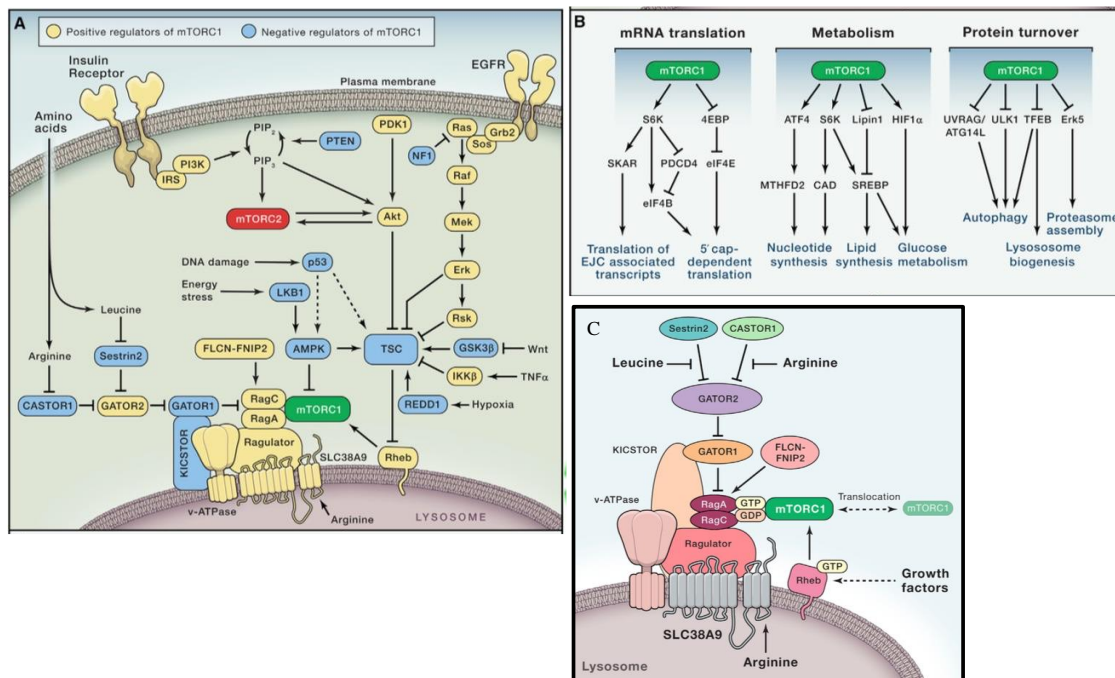 A
Positive regulators of mTORC1
Negative regulators of mTORC1
Insulin
Receptor
EGFR
Plasma membrane
Amino
acids
PIP2
PTEN
PDK1
Ras
Grb2
Sos
NF1
PI3K
IRS
PIP3
Raf
mTORC2
Akt
Mek
DNA damage
p53
Erk
Energy
stress
LKB1
Leucine
Rsk
Arginine
Sestrin2
FLCN-FNIP2
AMPK
TSC
GSK3β
Wnt
IKKβ
TNFα
CASTOR1
GATOR2
GATOR1
RagC
RagA
mTORC1
REDD1
Hypoxia
KICSTOR
Ragulator
SLC38A9
Rheb
v-ATPase
Arginine
LYSOSOME
B
mRNA translation
Metabolism
Protein turnover
mTORC1
mTORC1
mTORC1
S6K
4EBP
ATF4
S6K
Lipin1
HIF1α
UVRAG/
ATG14L
ULK1
TFEB
Erk5
SKAR
PDCD4
eIF4E
eIF4B
MTHFD2
CAD
SREBP
Translation of
EJC associated
transcripts
5′ cap-
dependent
translation
Nucleotide
synthesis
Lipid
synthesis
Glucose
metabolism
Autophagy
Proteasome
assembly
Lysososome
biogenesis
C
Sestrin2
CASTOR1
Leucine
Arginine
GATOR2
KICSTOR
GATOR1
FLCN-
FNIP2
v-ATPase
RagA
GTP
RagC
GDP
mTORC1
Translocation
mTORC1
Ragulator
Rheb
GTP
Growth
factors
SLC38A9
Arginine
Lysosome